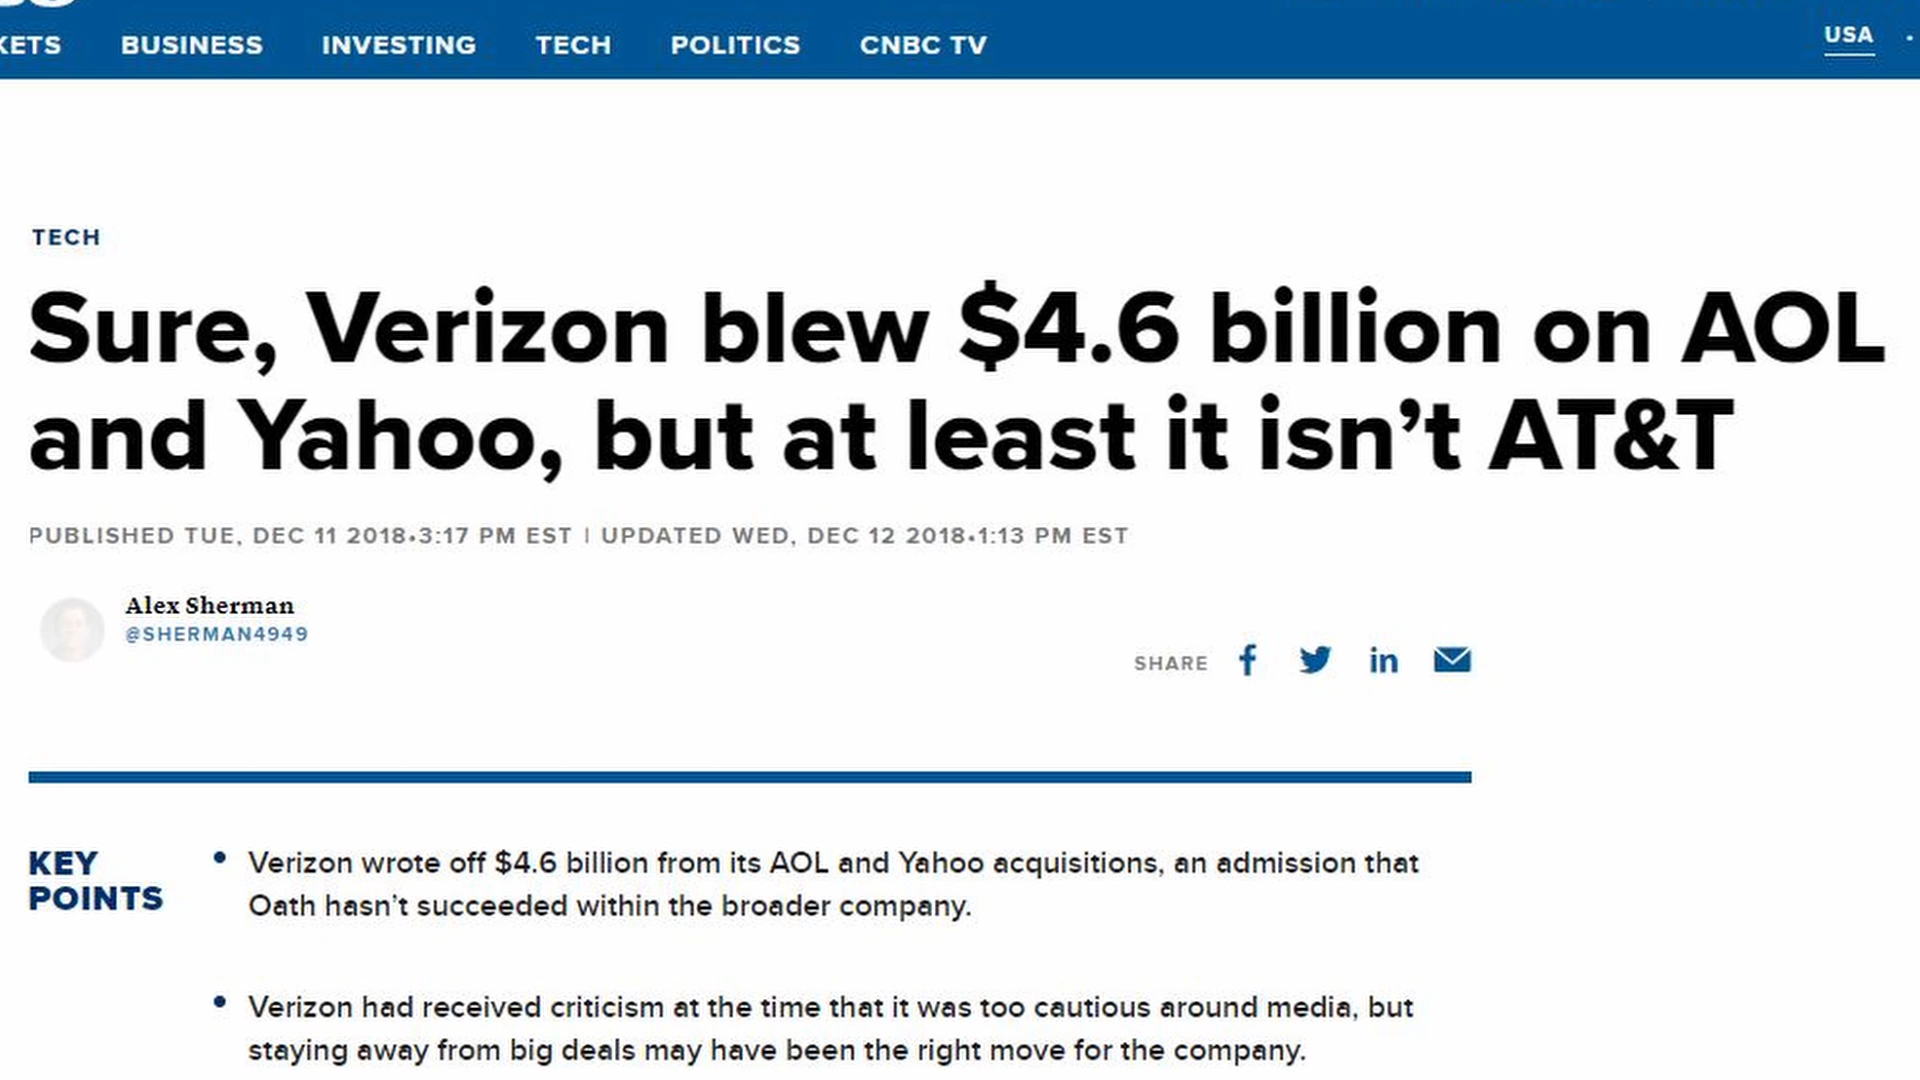 KETS BUSINESS INVESTING TECH POLITICS CNBC TV USA
TECH
Sure, Verizon blew $4.6 billion on AOL
and Yahoo, but at least it isn’t AT&T
PUBLISHED TUE, DEC 11 2018•3:17 PM EST | UPDATED WED, DEC 12 2018•1:13 PM EST
Alex Sherman
@SHERMAN4949
SHARE
KEY
POINTS
• Verizon wrote off $4.6 billion from its AOL and Yahoo acquisitions, an admission that
Oath hasn’t succeeded within the broader company.
• Verizon had received criticism at the time that it was too cautious around media, but
staying away from big deals may have been the right move for the company.